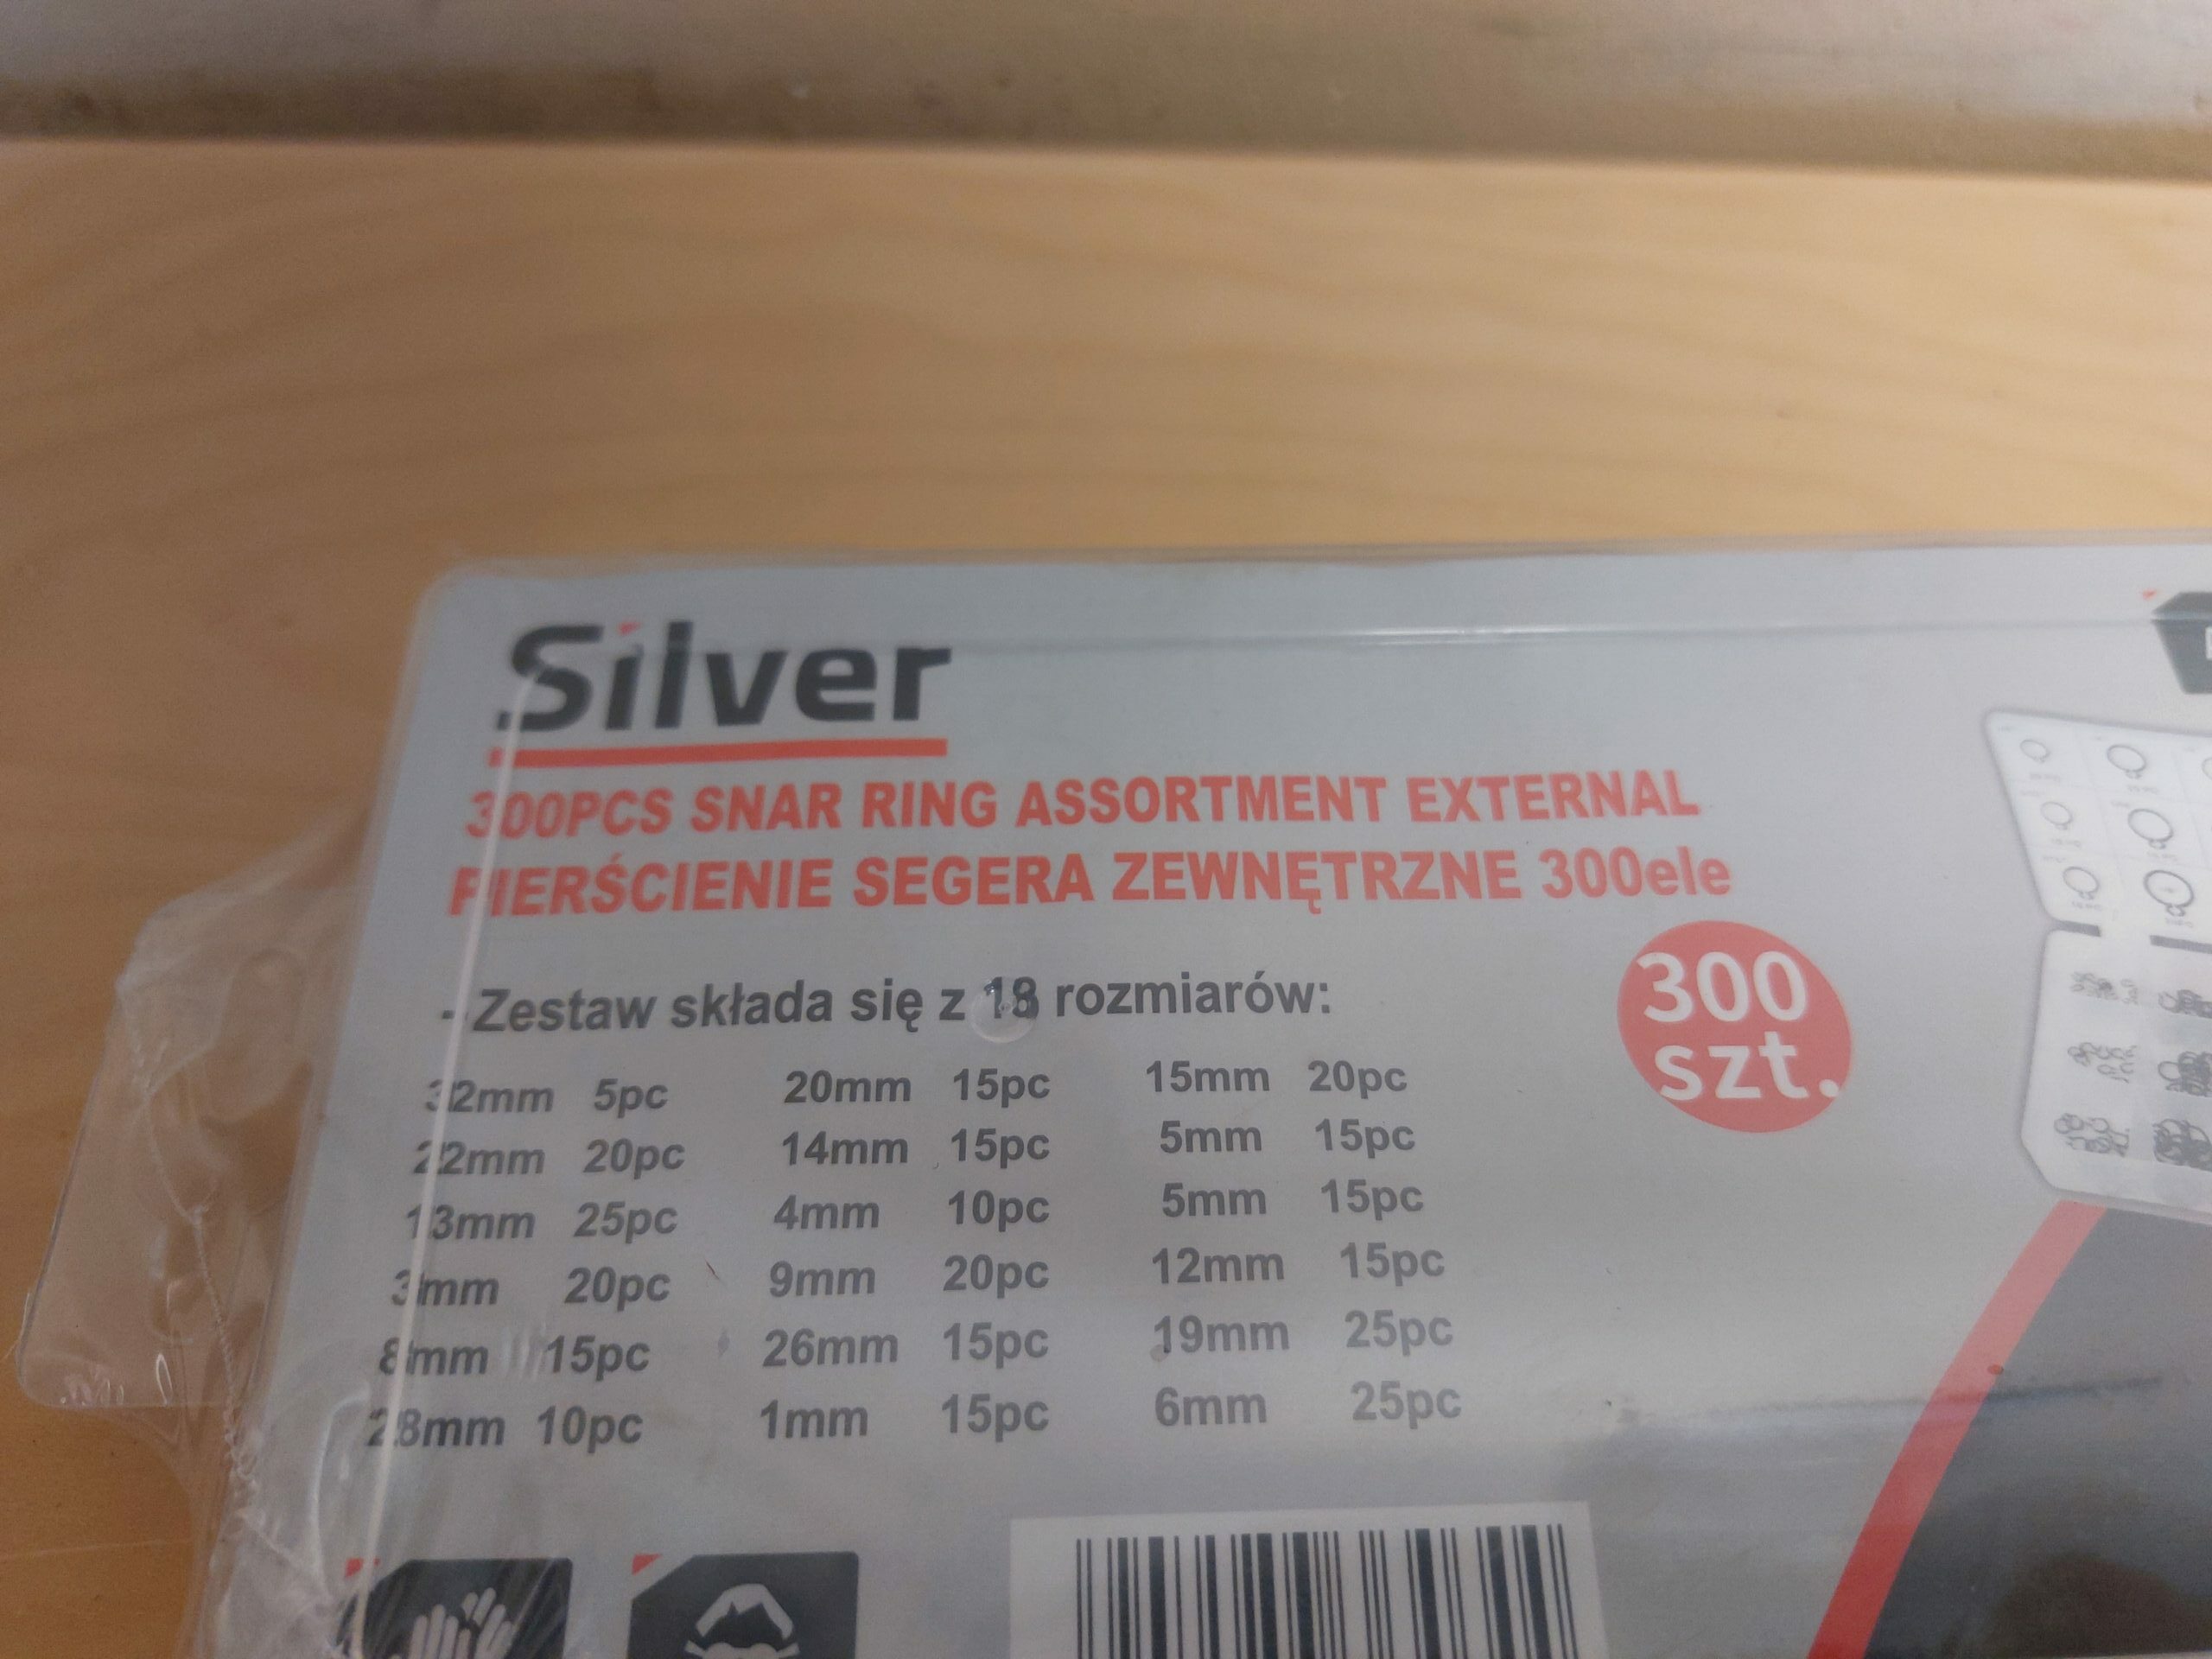 Silver
300PCS SNAR RING ASSORTMENT EXTERNAL
PIERŚCIENIE SEGERA ZEWNĘTRZNE 300ele
300
szt.
- Zestaw składa się z 18 rozmiarów:
32mm 5pc 20mm 15pc 15mm 20pc
22mm 20pc 14mm 15pc 5mm 15pc
13mm 25pc 4mm 10pc 5mm 15pc
3mm 20pc 9mm 20pc 12mm 15pc
8mm 15pc 26mm 15pc 19mm 25pc
28mm 10pc 1mm 15pc 6mm 25pc